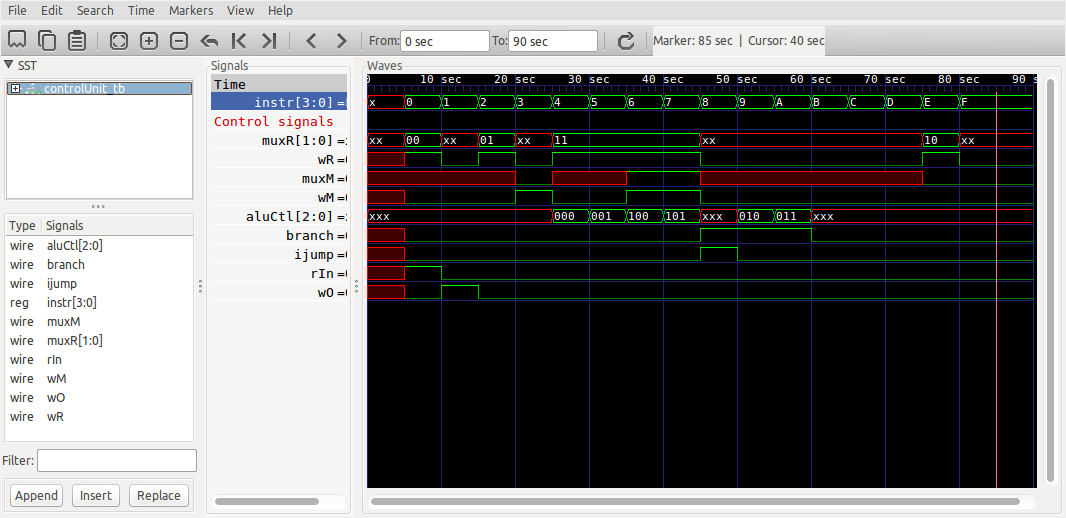 File Edit Search Time Markers View Help
From: 0 sec To: 90 sec Marker: 85 sec | Cursor: 40 sec
SST
controlUnit_tb
Type Signals
wire aluCtl[2:0]
wire branch
wire ijump
reg instr[3:0]
wire muxM
wire muxR[1:0]
wire rIn
wire wM
wire wO
wire wR
Filter:
Append Insert Replace
Signals
Time
instr[3:0] =
Control signals
muxR[1:0] =
wR =
muxM =
wM =
aluCtl[2:0] =
branch =
ijump =
rIn =
wO =
Waves
0 10 sec 20 sec 30 sec 40 sec 50 sec 60 sec 70 sec 80 sec 90 s
x 0 1 2 3 4 5 6 7 8 9 A B C D E F
xx 00 xx 01 xx 11 xx 10 xx
xxx 000 001 100 101 xxx 010 011 xxx